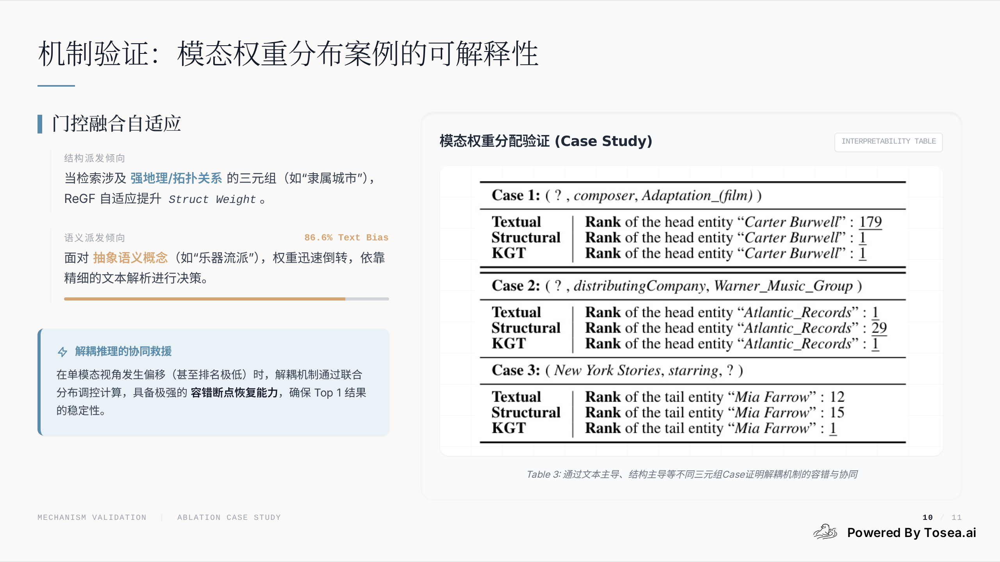 机制验证：模态权重分布案例的可解释性
门控融合自适应
结构派发倾向
当检索涉及 强地理/拓扑关系 的三元组（如“隶属城市”），
ReGF 自适应提升 Struct Weight 。
语义派发倾向
86.6% Text Bias
面对 抽象语义概念（如“乐器流派”），权重迅速倒转，依靠
精细的文本解析进行决策。
解耦推理的协同救援
在单模态视角发生偏移（甚至排名极低）时，解耦机制通过联合
分布调控计算，具备极强的 容错断点恢复能力，确保 Top 1 结果
的稳定性。
模态权重分配验证 (Case Study)
INTERPRETABILITY TABLE
Case 1: ( ? , composer, Adaptation_(film) )
Textual | Rank of the head entity “Carter Burwell” : 179
Structural | Rank of the head entity “Carter Burwell” : 1
KGT | Rank of the head entity “Carter Burwell” : 1
Case 2: ( ? , distributingCompany, Warner_Music_Group )
Textual | Rank of the head entity “Atlantic_Records” : 1
Structural | Rank of the head entity “Atlantic_Records” : 29
KGT | Rank of the head entity “Atlantic_Records” : 1
Case 3: ( New York Stories, starring, ? )
Textual | Rank of the tail entity “Mia Farrow” : 12
Structural | Rank of the tail entity “Mia Farrow” : 15
KGT | Rank of the tail entity “Mia Farrow” : 1
Table 3: 通过文本主导、结构主导等不同三元组Case证明解耦机制的容错与协同
MECHANISM VALIDATION | ABLATION CASE STUDY
10 / 11
Powered By Tosea.ai